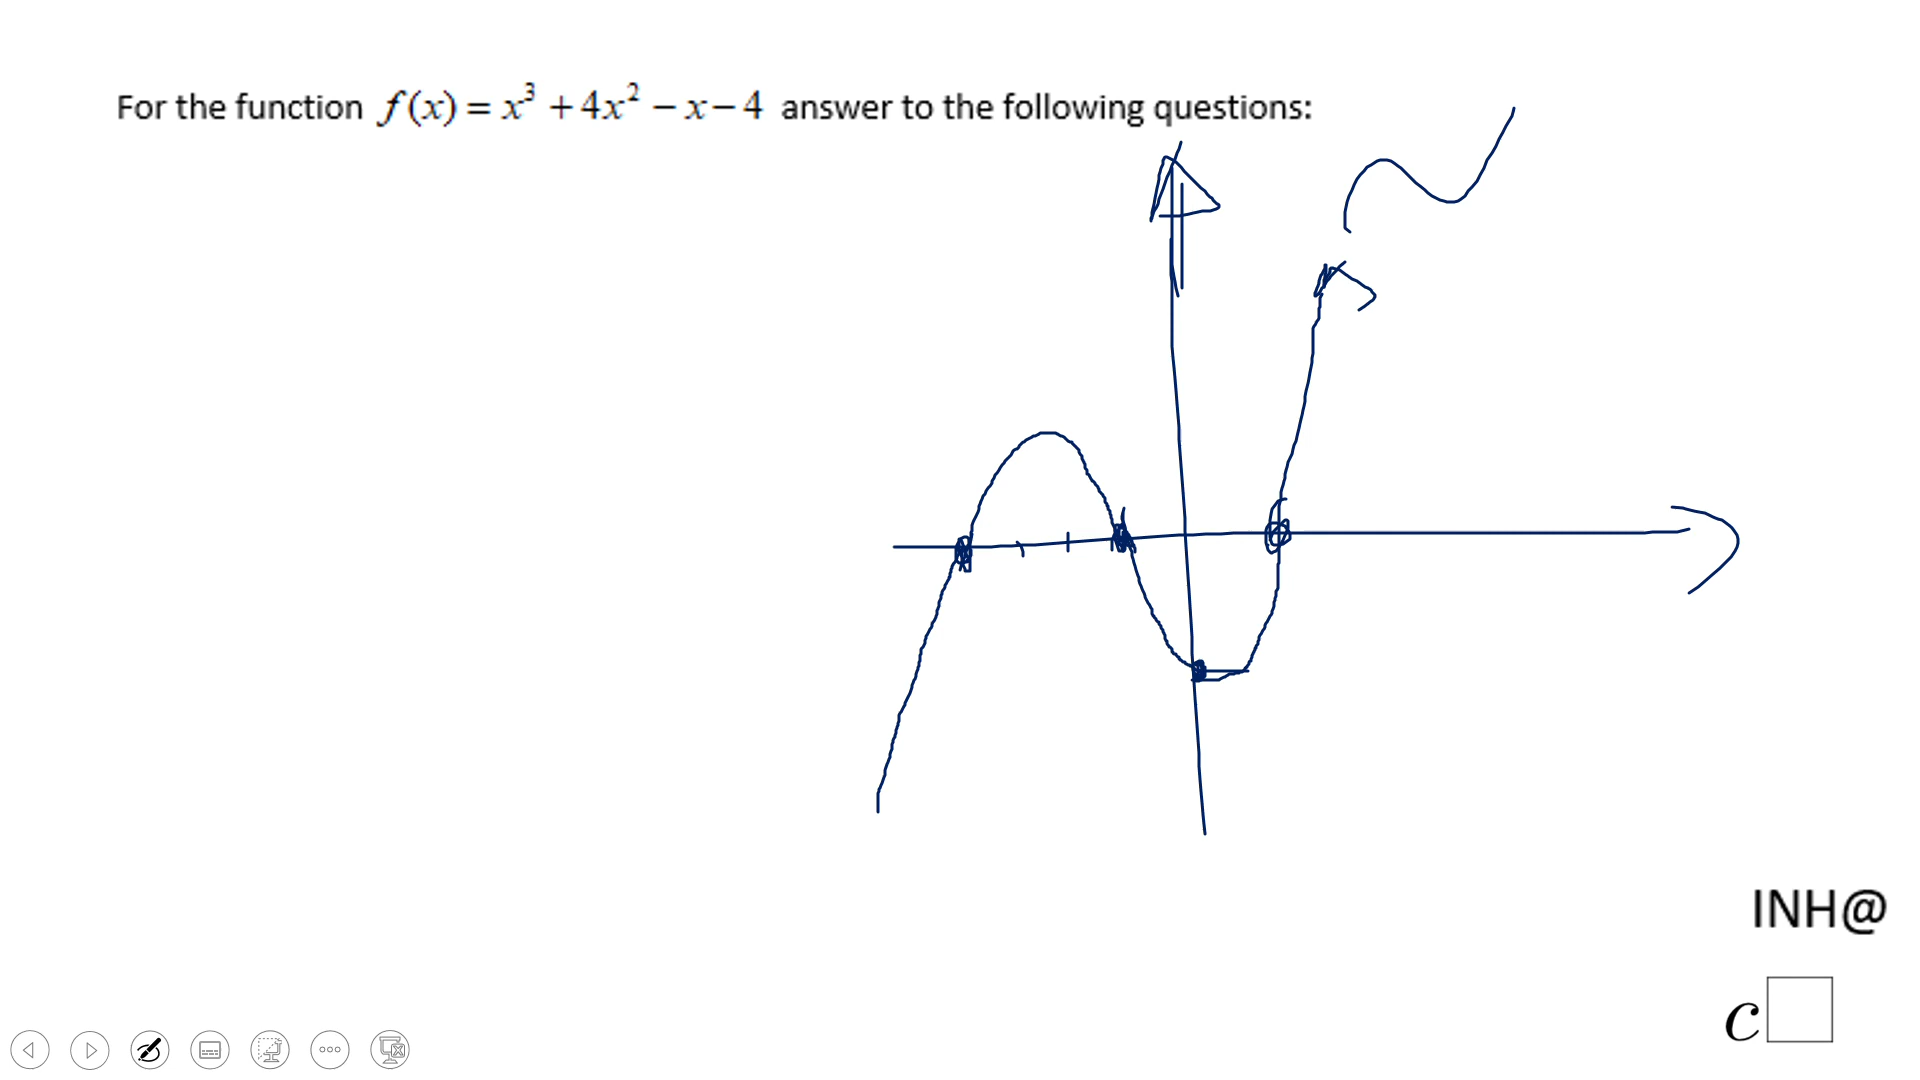 For the function f(x) = x³ + 4x² − x − 4 answer to the following questions:
INH@
c